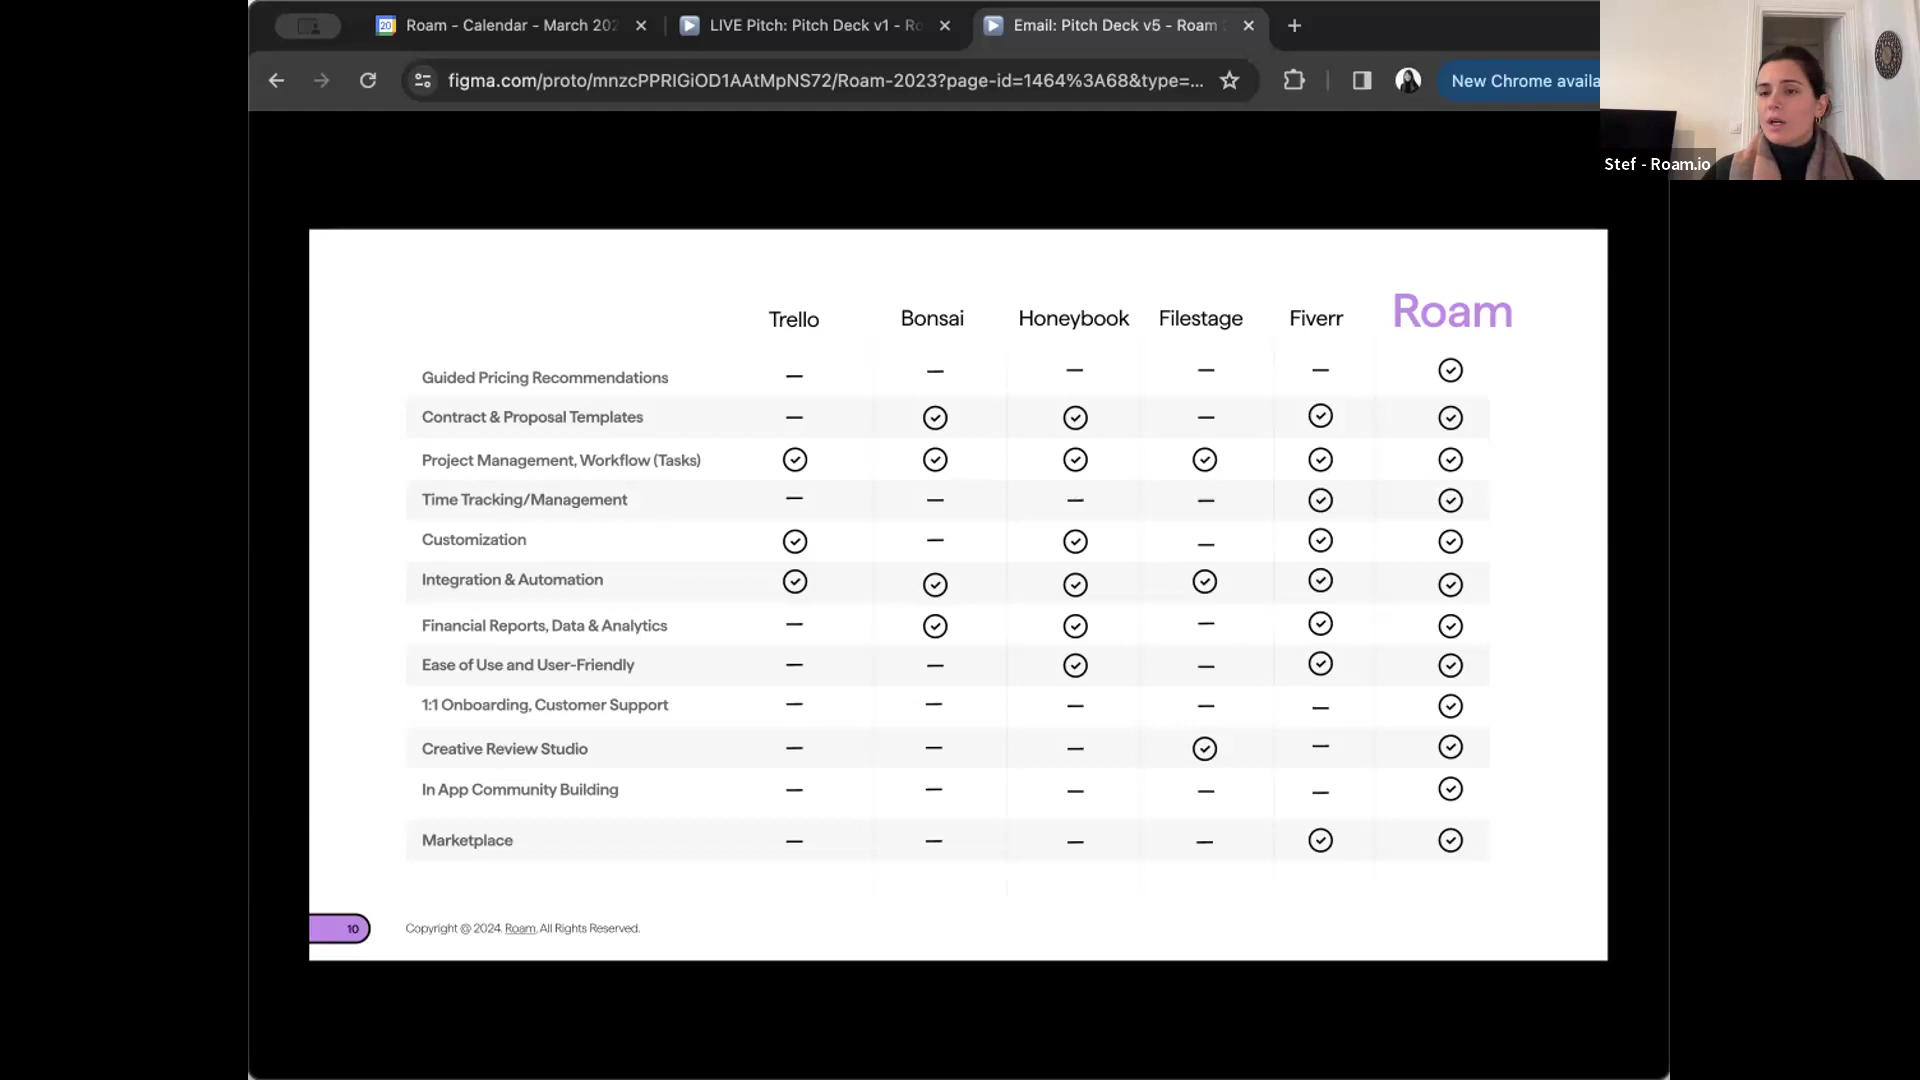 Roam - Calendar - March 202
LIVE Pitch: Pitch Deck v1 - Ro
Email: Pitch Deck v5 - Roam
figma.com/proto/mnzcPPRIGiOD1AAtMpNS72/Roam-2023?page-id=1464%3A68&type=...
New Chrome availa
Stef - Roam.io
Trello Bonsai Honeybook Filestage Fiverr Roam
Guided Pricing Recommendations
Contract & Proposal Templates
Project Management, Workflow (Tasks)
Time Tracking/Management
Customization
Integration & Automation
Financial Reports, Data & Analytics
Ease of Use and User-Friendly
1:1 Onboarding, Customer Support
Creative Review Studio
In App Community Building
Marketplace
10
Copyright @ 2024. Roam. All Rights Reserved.